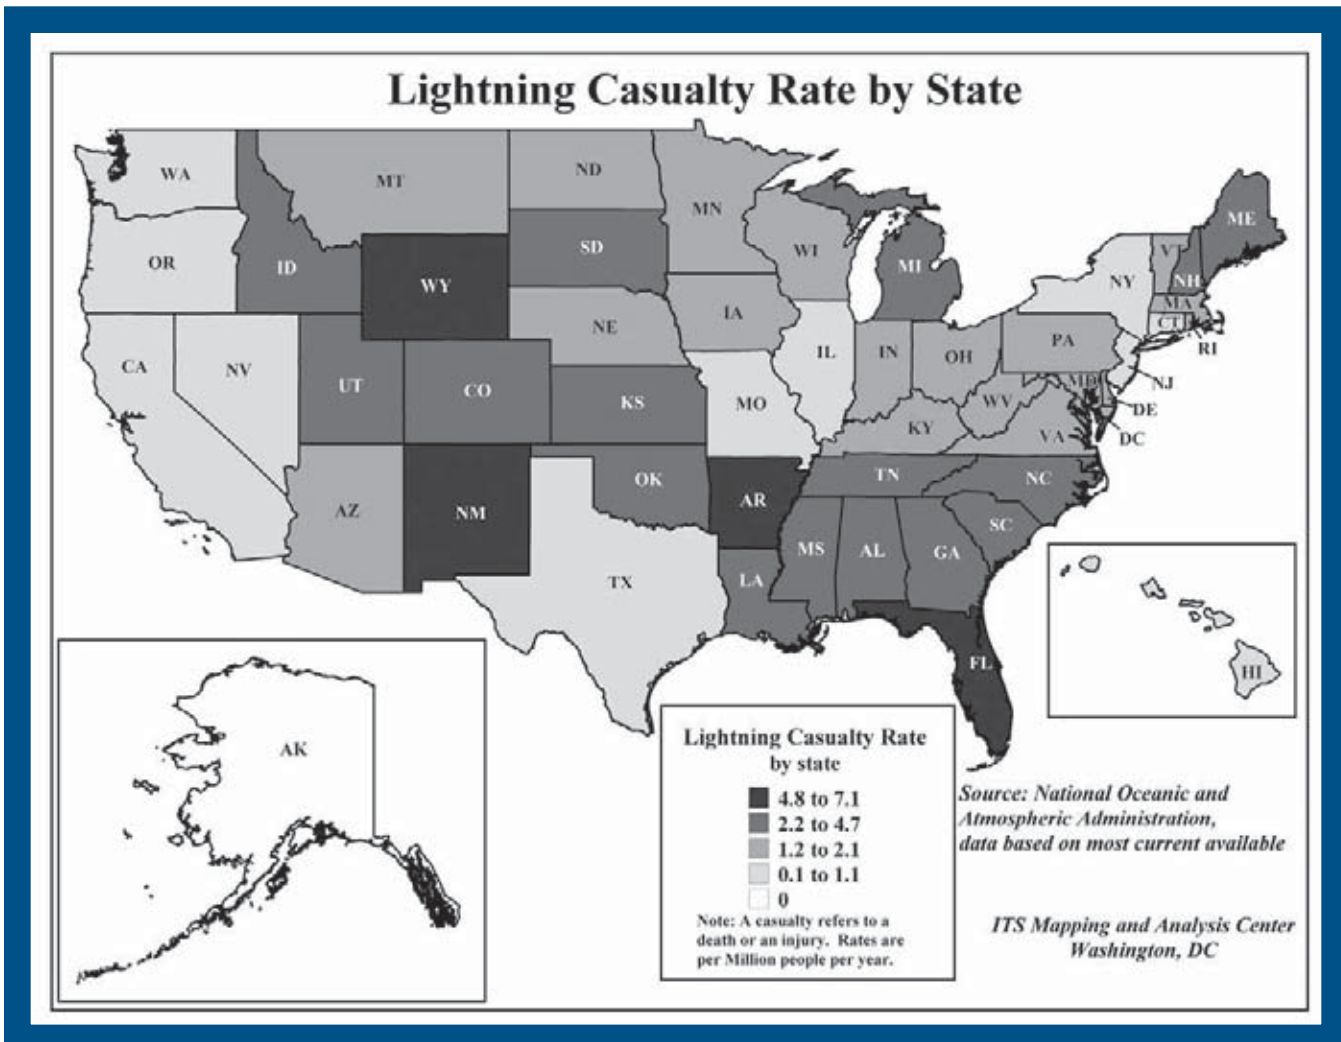 Lightning Casualty Rate by State
WA
MT
ND
MN
OR
ID
WY
SD
WI
MI
ME
VT
NH
NY
MA
CT
RI
CA
NV
UT
CO
NE
IA
IL
IN
OH
PA
NJ
MD
DE
DC
KS
MO
WV
KY
VA
AZ
NM
OK
AR
TN
NC
TX
LA
MS
AL
GA
SC
FL
HI
AK
Lightning Casualty Rate
by state
4.8 to 7.1
2.2 to 4.7
1.2 to 2.1
0.1 to 1.1
0
Note: A casualty refers to a
death or an injury. Rates are
per Million people per year.
Source: National Oceanic and
Atmospheric Administration,
data based on most current available
ITS Mapping and Analysis Center
Washington, DC